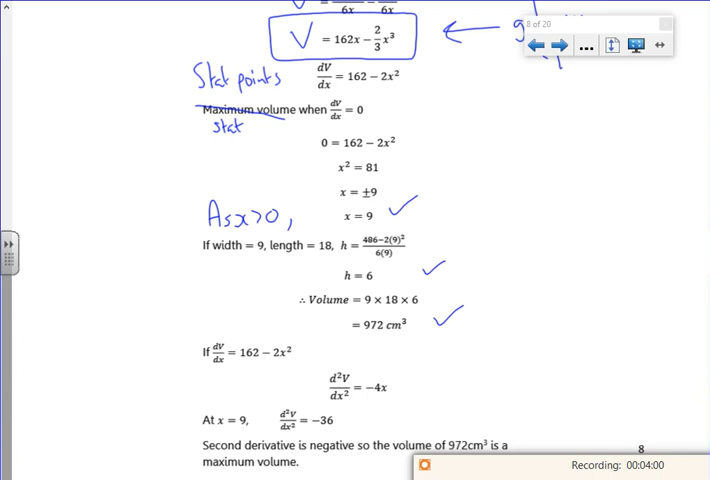 6x 6x
V = 162x − 2/3 x³
8 of 20
Stat points dV/dx = 162 − 2x²
Maximum volume when dV/dx = 0
stat
0 = 162 − 2x²
x² = 81
x = ±9
As x>0, x = 9 ✓
If width = 9, length = 18, h = 486−2(9)²/6(9)
h = 6 ✓
∴ Volume = 9 × 18 × 6
= 972 cm³ ✓
If dV/dx = 162 − 2x²
d²V/dx² = −4x
At x = 9, d²V/dx² = −36
Second derivative is negative so the volume of 972cm³ is a
maximum volume.
8
Recording: 00:04:00